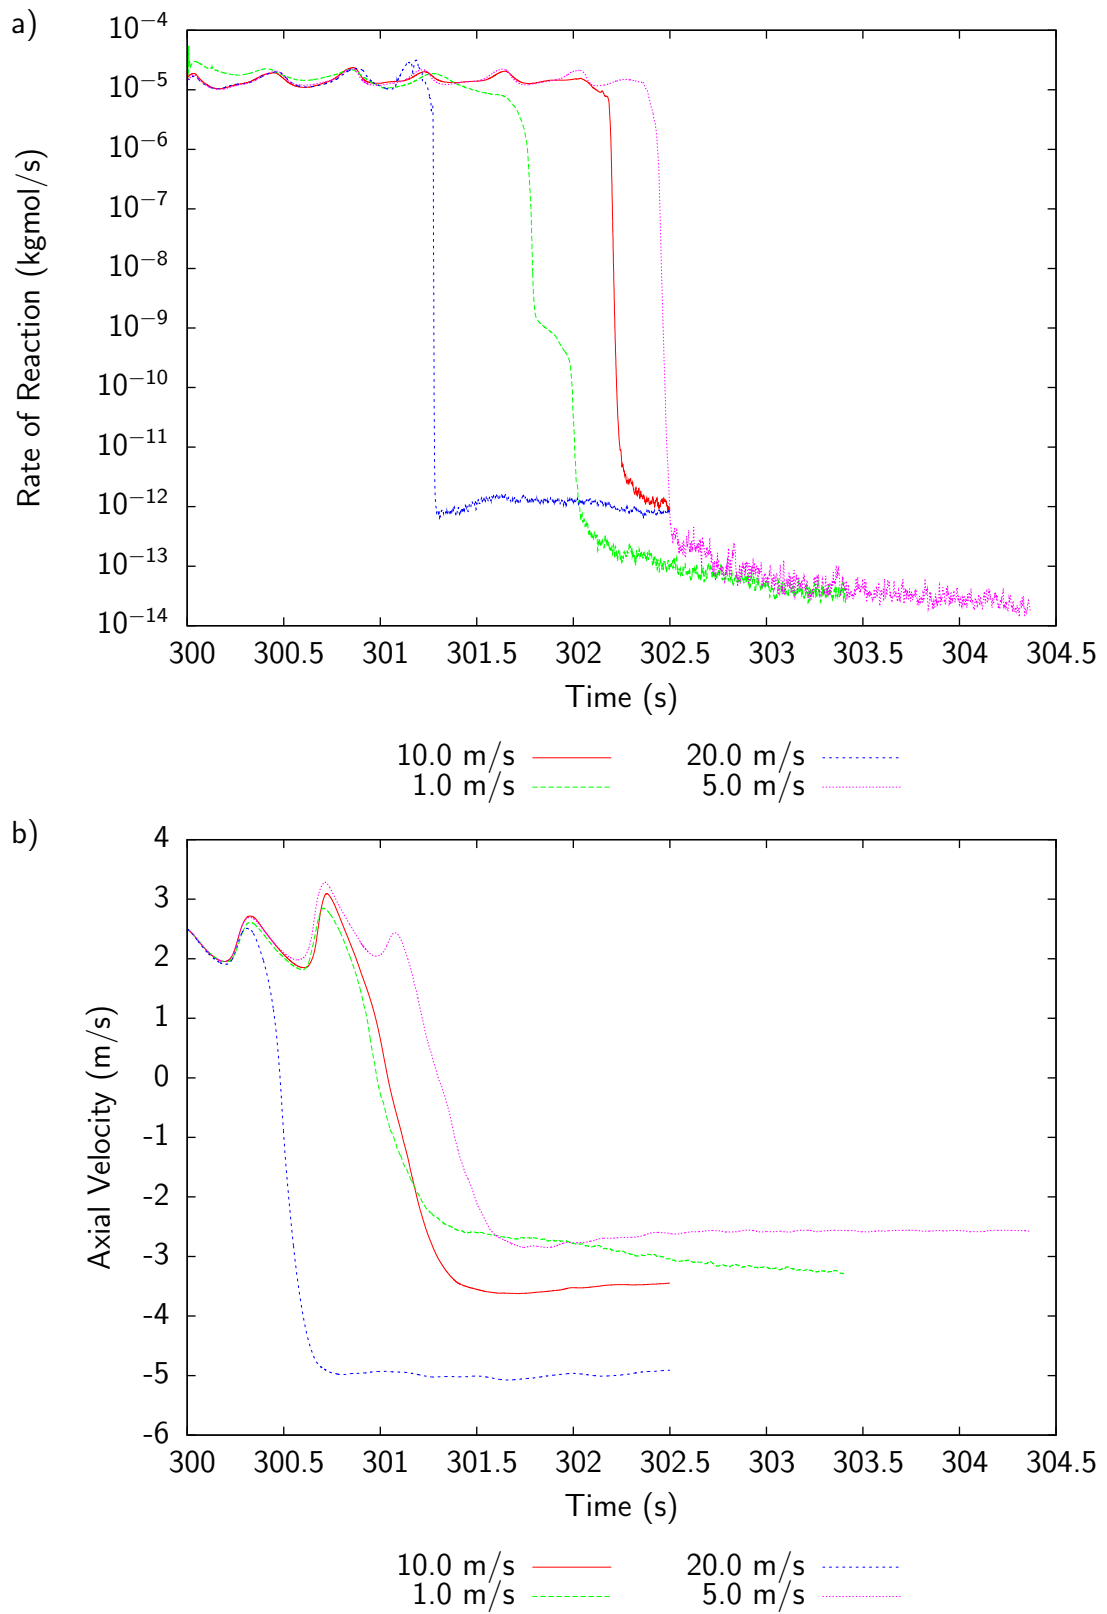 a)
10⁻⁴
10⁻⁵
10⁻⁶
10⁻⁷
10⁻⁸
10⁻⁹
10⁻¹⁰
10⁻¹¹
10⁻¹²
10⁻¹³
10⁻¹⁴
Rate of Reaction (kgmol/s)
300 300.5 301 301.5 302 302.5 303 303.5 304 304.5
Time (s)
10.0 m/s 20.0 m/s
1.0 m/s 5.0 m/s
b)
4
3
2
1
0
-1
-2
-3
-4
-5
-6
Axial Velocity (m/s)
300 300.5 301 301.5 302 302.5 303 303.5 304 304.5
Time (s)
10.0 m/s 20.0 m/s
1.0 m/s 5.0 m/s